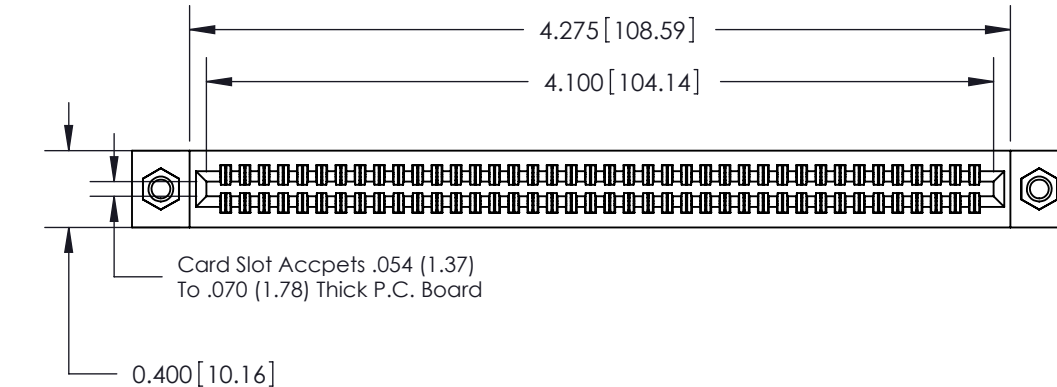 4.275[108.59]
4.100[104.14]
Card Slot Accpets .054 (1.37)
To .070 (1.78) Thick P.C. Board
0.400[10.16]